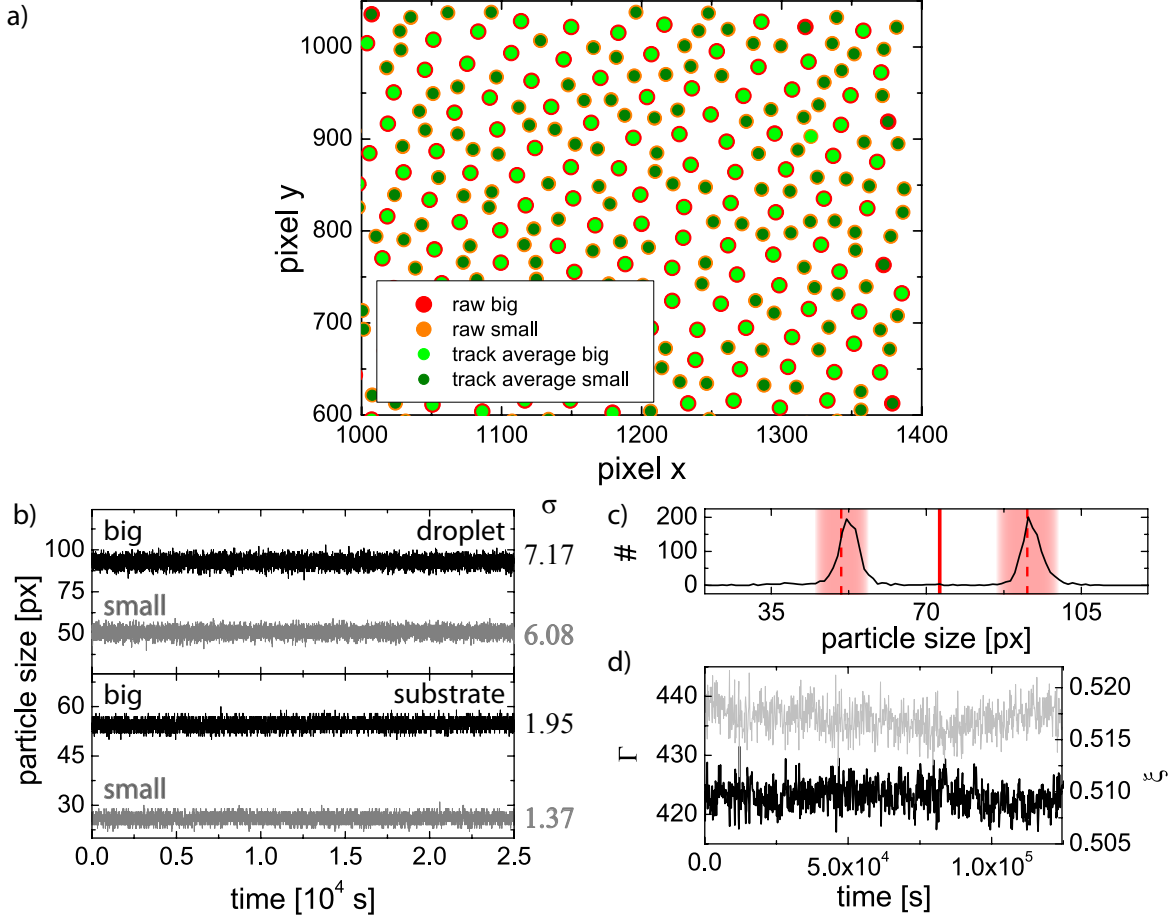 a)
pixel y
1000
900
800
700
600
raw big
raw small
track average big
track average small
1000 1100 1200 1300 1400
pixel x
b)
σ
big droplet
7.17
small
6.08
big substrate
1.95
small
1.37
particle size [px]
100
75
50
60
45
30
0.0 0.5 1.0 1.5 2.0 2.5
time [10⁴ s]
c)
#
200
100
0
35 70 105
particle size [px]
d)
Γ
440
430
420
0.520
0.515
0.510
0.505
ξ
0.0 5.0x10⁴ 1.0x10⁵
time [s]